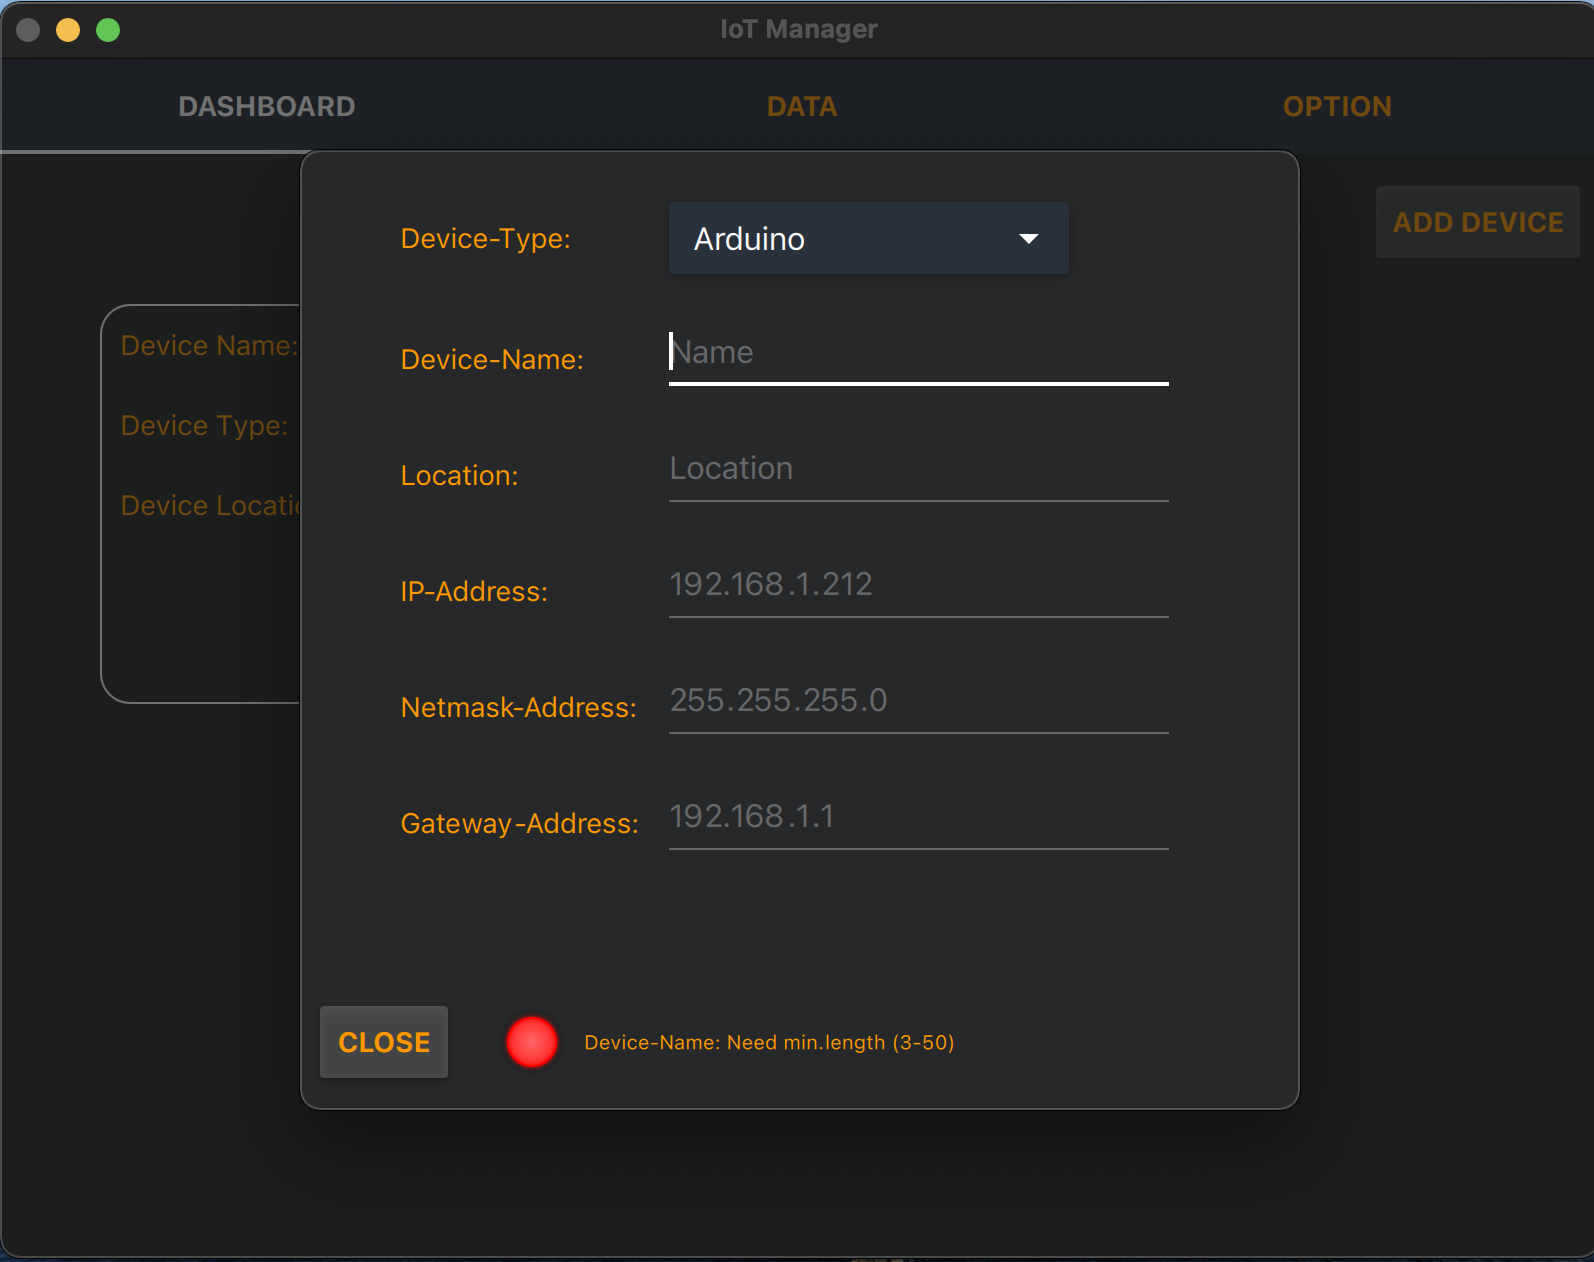 IoT Manager
DASHBOARD DATA OPTION
ADD DEVICE
Device Name:
Device Type:
Device Locatio
Device-Type: Arduino
Device-Name: Name
Location: Location
IP-Address: 192.168.1.212
Netmask-Address: 255.255.255.0
Gateway-Address: 192.168.1.1
CLOSE Device-Name: Need min.length (3-50)